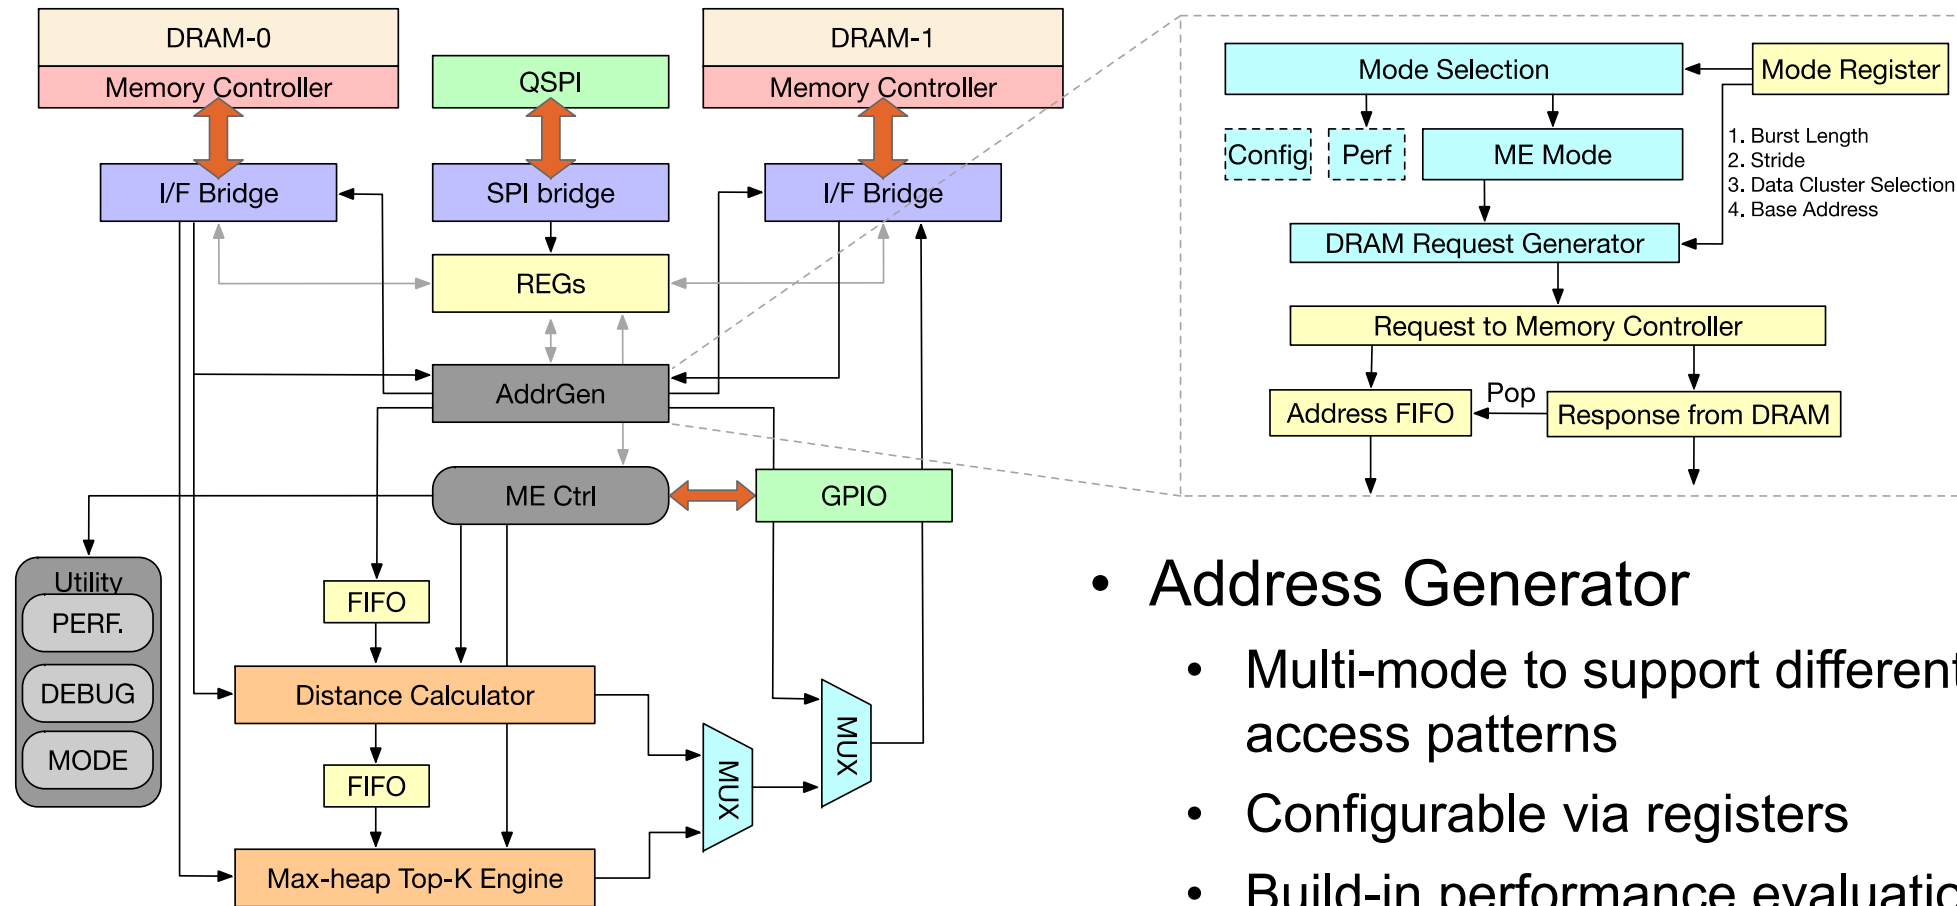 DRAM-0
Memory Controller
QSPI
DRAM-1
Memory Controller
I/F Bridge
SPI bridge
I/F Bridge
REGs
AddrGen
ME Ctrl
GPIO
Utility
PERF.
DEBUG
MODE
FIFO
Distance Calculator
FIFO
Max-heap Top-K Engine
MUX
MUX
Mode Selection
Mode Register
Config
Perf
ME Mode
1. Burst Length
2. Stride
3. Data Cluster Selection
4. Base Address
DRAM Request Generator
Request to Memory Controller
Address FIFO
Pop
Response from DRAM
• Address Generator
• Multi-mode to support different
access patterns
• Configurable via registers
• Build-in performance evaluatio